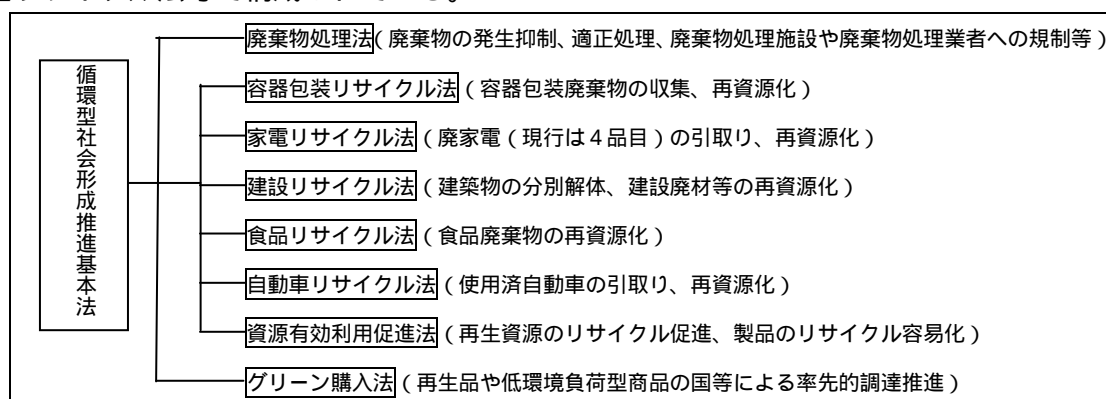 循環型社会形成推進基本法
廃棄物処理法(廃棄物の発生抑制、適正処理、廃棄物処理施設や廃棄物処理業者への規制等)
容器包装リサイクル法(容器包装廃棄物の収集、再資源化)
家電リサイクル法(廃家電(現行は4品目)の引取り、再資源化)
建設リサイクル法(建築物の分別解体、建設廃材等の再資源化)
食品リサイクル法(食品廃棄物の再資源化)
自動車リサイクル法(使用済自動車の引取り、再資源化)
資源有効利用促進法(再生資源のリサイクル促進、製品のリサイクル容易化)
グリーン購入法(再生品や低環境負荷型商品の国等による率先的調達推進)